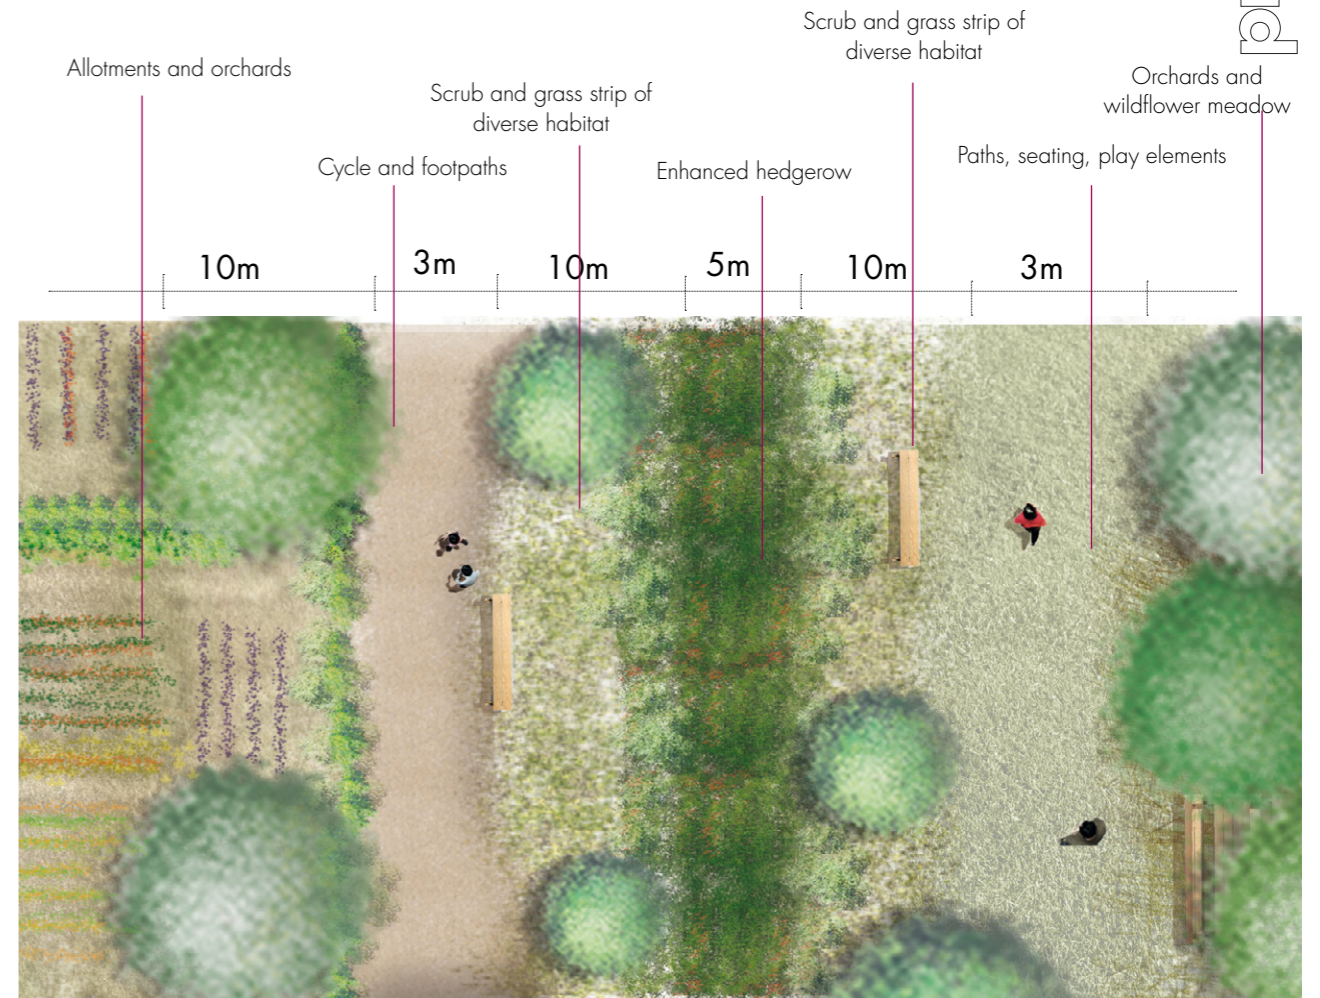 Scrub and grass strip of
diverse habitat
Allotments and orchards
Orchards and
wildflower meadow
Scrub and grass strip of
diverse habitat
Cycle and footpaths
Enhanced hedgerow
Paths, seating, play elements
10m
3m
10m
5m
10m
3m